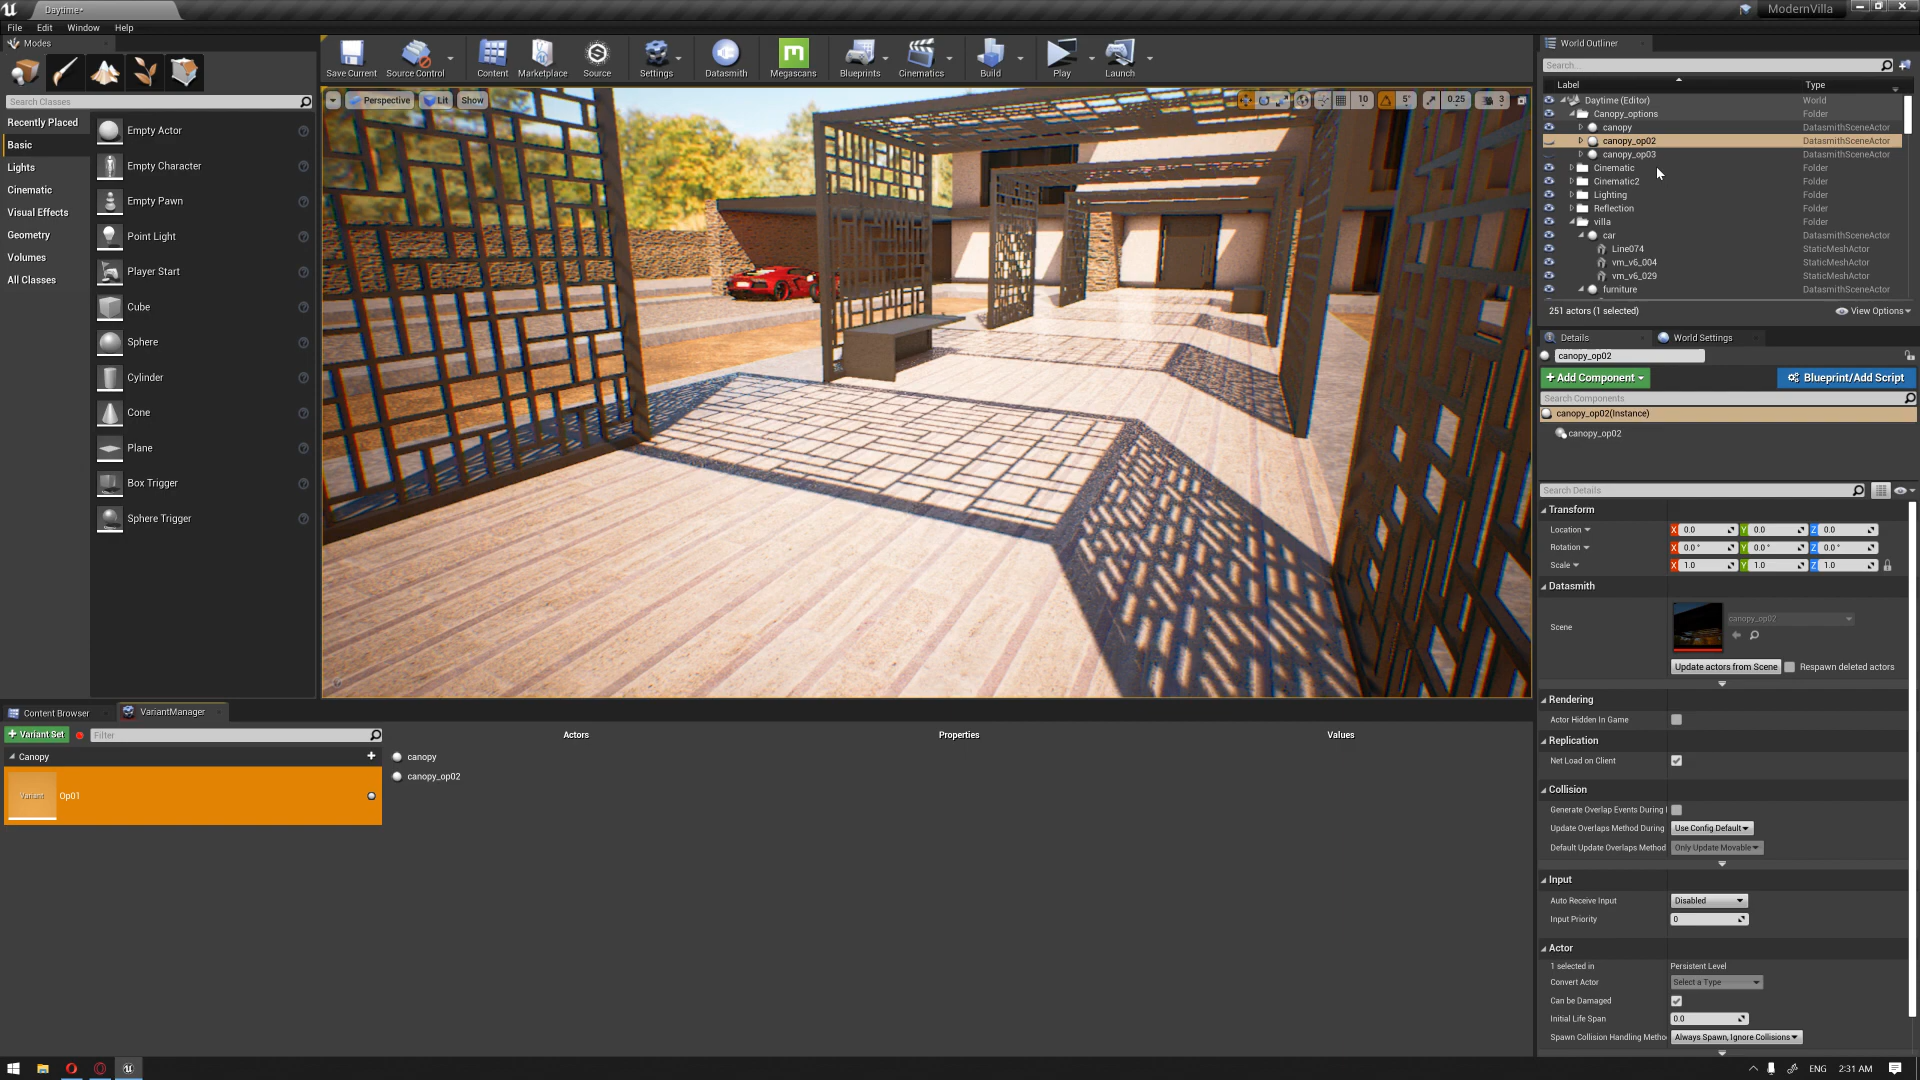 Daytime*
ModernVilla
File Edit Window Help
Modes
Search Classes
Recently Placed
Basic
Lights
Cinematic
Visual Effects
Geometry
Volumes
All Classes
Empty Actor
Empty Character
Empty Pawn
Point Light
Player Start
Cube
Sphere
Cylinder
Cone
Plane
Box Trigger
Sphere Trigger
Save Current Source Control Content Marketplace Source Settings Datasmith Megascans Blueprints Cinematics Build Play Launch
Perspective Lit Show
10 5° 0.25 3
World Outliner
Search...
Label Type
Daytime (Editor) World
Canopy_options Folder
canopy DatasmithSceneActor
canopy_op02 DatasmithSceneActor
canopy_op03 DatasmithSceneActor
Cinematic Folder
Cinematic2 Folder
Lighting Folder
Reflection Folder
villa Folder
car DatasmithSceneActor
Line074 StaticMeshActor
vm_v6_004 StaticMeshActor
vm_v6_029 StaticMeshActor
furniture DatasmithSceneActor
251 actors (1 selected) View Options
Details World Settings
canopy_op02
+ Add Component Blueprint/Add Script
Search Components
canopy_op02(Instance)
canopy_op02
Search Details
Transform
Location X 0.0 Y 0.0 Z 0.0
Rotation X 0.0° Y 0.0° Z 0.0°
Scale X 1.0 Y 1.0 Z 1.0
Datasmith
Scene canopy_op02
Update actors from Scene Respawn deleted actors
Rendering
Actor Hidden In Game
Replication
Net Load on Client
Collision
Generate Overlap Events During
Update Overlaps Method During Use Config Default
Default Update Overlaps Method Only Update Movable
Input
Auto Receive Input Disabled
Input Priority 0
Actor
1 selected in Persistent Level
Convert Actor Select a Type
Can be Damaged
Initial Life Span 0.0
Spawn Collision Handling Metho Always Spawn, Ignore Collisions
Content Browser VariantManager
+ Variant Set Filter
Actors Properties Values
Canopy +
Variant Op01
canopy
canopy_op02
ENG 2:31 AM